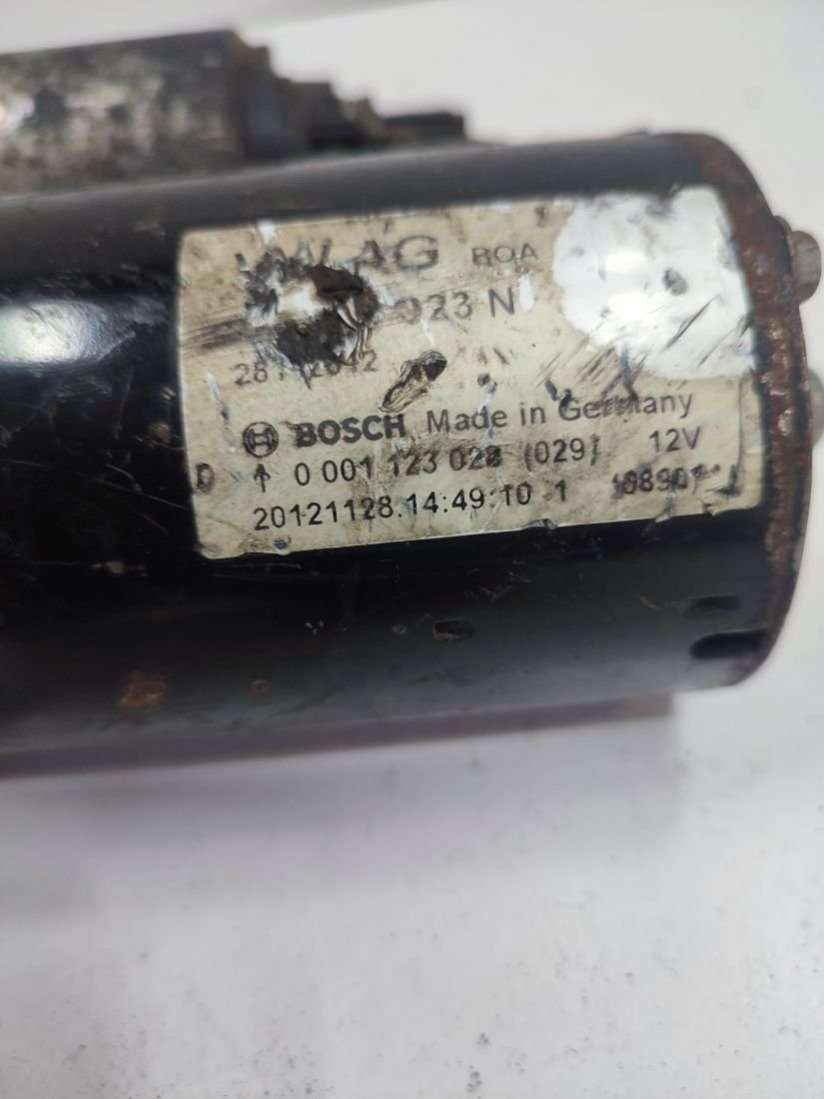 AG ROA
023 N
BOSCH Made in Germany
0 001 123 028 (029) 12V
20121128.14:49:10 1